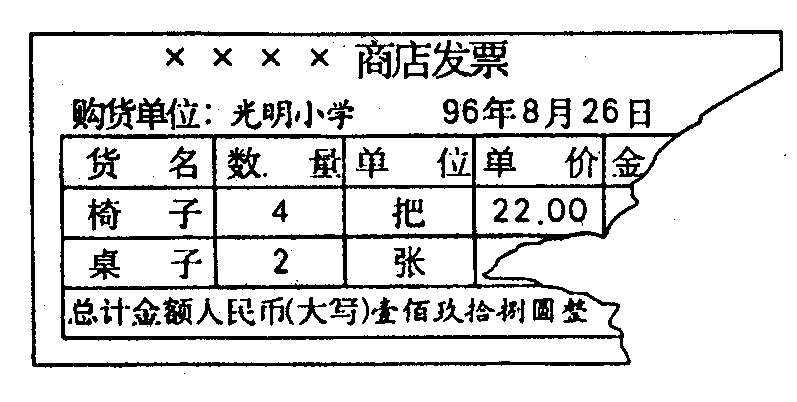 ×  ×  ×  × 商店发票
购货单位：光明小学　96年8月26日
货　名　数．量　单　位　单　价　金
椅　子　4　把　22.00
桌　子　2　张
总计金额人民币(大写)壹佰玖拾捌圆整